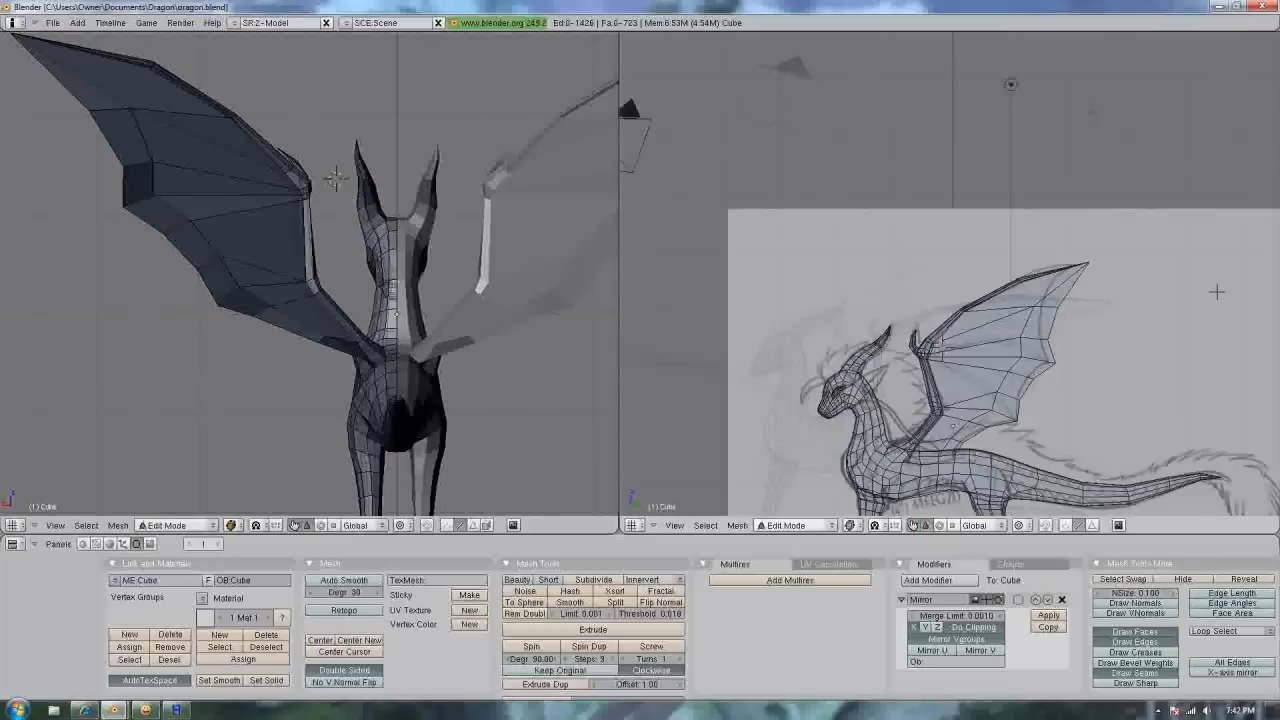 Blender [C:\Users\Owner\Documents\Dragon\dragon.blend]
File Add Timeline Game Render Help SR:2-Model SCE:Scene www.blender.org 249.2 Ed:0-1426 | Fa:0-723 | Mem:6.53M (4.54M) Cube
(1) Cube
(1) Cube
View Select Mesh Edit Mode Global
View Select Mesh Edit Mode Global
Panels 1
Link and Materials
ME:Cube F OB:Cube
Vertex Groups
Material
1 Mat 1 ?
New Delete New Delete
Assign Remove Select Deselect
Select Desel Assign
AutoTexSpace Set Smooth Set Solid
Mesh
Auto Smooth
Degr: 30
Retopo
Center Center New
Center Cursor
Double Sided
No V.Normal Flip
TexMesh:
Sticky Make
UV Texture New
Vertex Color New
Mesh Tools
Beauty Short Subdivide Innervert
Noise Hash Xsort Fractal
To Sphere Smooth Split Flip Normal
Rem Doubl Limit: 0.001 Threshold: 0.010
Extrude
Spin Spin Dup Screw
Degr: 90.00 Steps: 9 Turns: 1
Keep Original Clockwise
Extrude Dup Offset: 1.00
Multires
UV Calculation
Add Multires
Modifiers
Shapes
Add Modifier To: Cube
Mirror
Merge Limit: 0.0010 Apply
X Y Z Do Clipping Copy
Mirror Vgroups
Mirror U Mirror V
Ob:
Mesh Tools More
Select Swap Hide Reveal
NSize: 0.100 Edge Length
Draw Normals Edge Angles
Draw VNormals Face Area
Draw Faces Loop Select
Draw Edges
Draw Creases
Draw Bevel Weights All Edges
Draw Seams X-axis mirror
Draw Sharp
7:42 PM